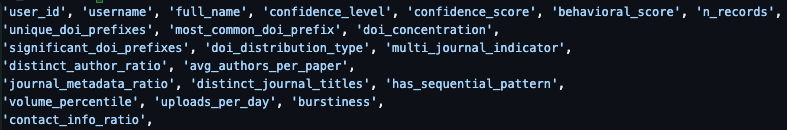 'user_id', 'username', 'full_name', 'confidence_level', 'confidence_score', 'behavioral_score', 'n_records',
'unique_doi_prefixes', 'most_common_doi_prefix', 'doi_concentration',
'significant_doi_prefixes', 'doi_distribution_type', 'multi_journal_indicator',
'distinct_author_ratio', 'avg_authors_per_paper',
'journal_metadata_ratio', 'distinct_journal_titles', 'has_sequential_pattern',
'volume_percentile', 'uploads_per_day', 'burstiness',
'contact_info_ratio',